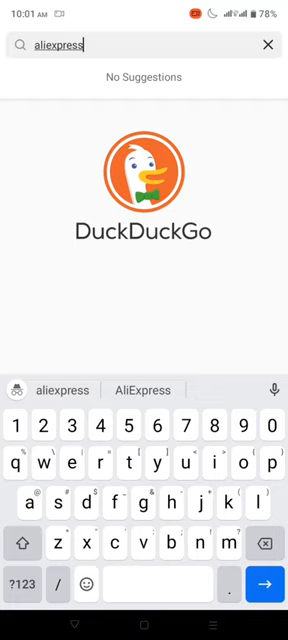 10:01 AM 78%
aliexpress
No Suggestions
DuckDuckGo
aliexpress AliExpress
1 2 3 4 5 6 7 8 9 0
% \ | = [ ] < > { }
q w e r t y u i o p
@ # $ _ & - + ( )
a s d f g h j k l
* " ' : ; ! ?
z x c v b n m
?123 / .